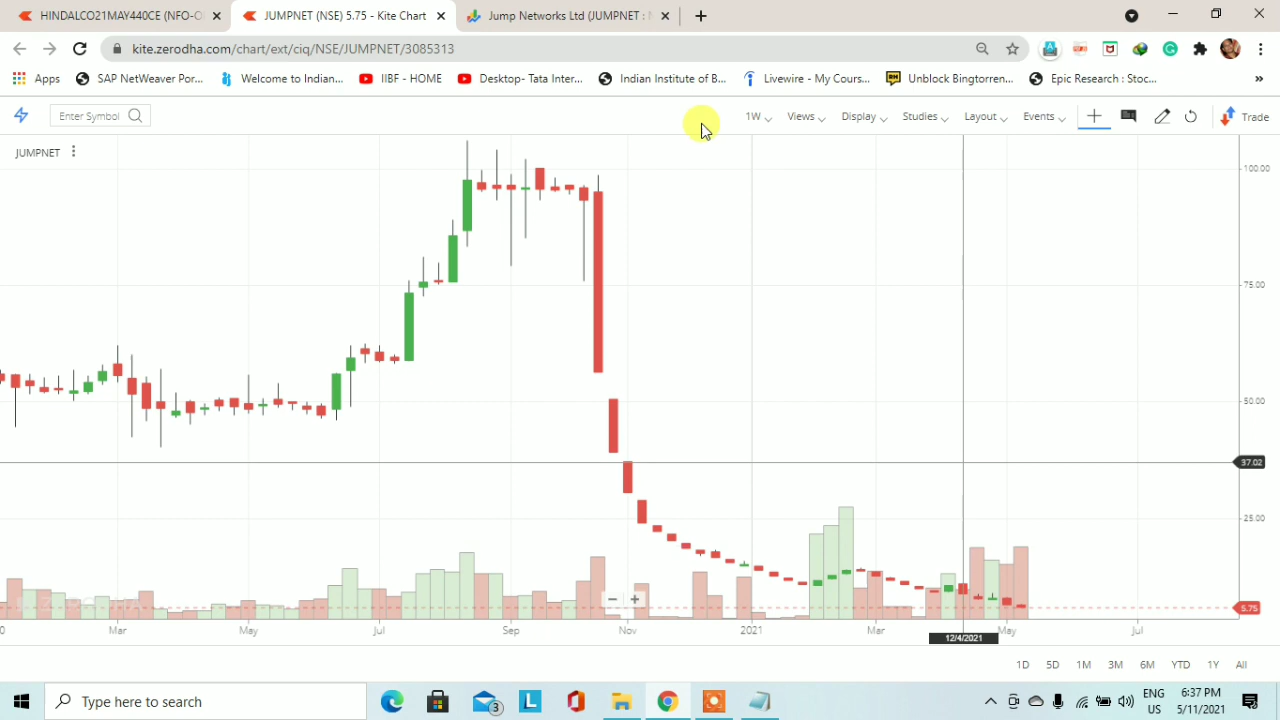 HINDALCO21MAY440CE (NFO-O
JUMPNET (NSE) 5.75 - Kite Chart
Jump Networks Ltd (JUMPNET : N
kite.zerodha.com/chart/ext/ciq/NSE/JUMPNET/3085313
Apps
SAP NetWeaver Por...
Welcome to Indian...
IIBF - HOME
Desktop- Tata Inter...
Indian Institute of B...
Livewire - My Cours...
Unblock Bingtorren...
Epic Research : Stoc...
»
Enter Symbol
1W
Views
Display
Studies
Layout
Events
Trade
JUMPNET
100.00
75.00
50.00
37.02
25.00
5.75
0
Mar
May
Jul
Sep
Nov
2021
Mar
12/4/2021
May
Jul
1D
5D
1M
3M
6M
YTD
1Y
All
Type here to search
3
L
ENG
US
6:37 PM
5/11/2021